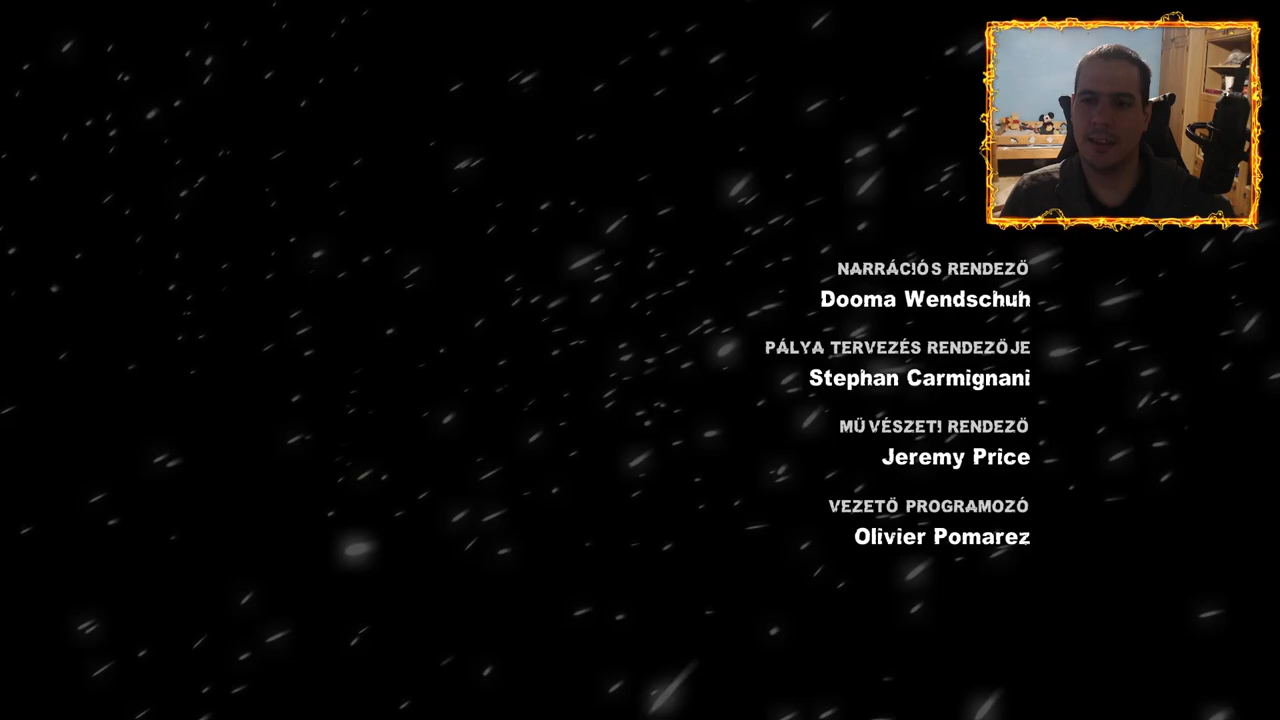 NARRÁCIÓS RENDEZŐ
Dooma Wendschuh
PÁLYA TERVEZÉS RENDEZŐJE
Stephan Carmignani
MŰVÉSZETI RENDEZŐ
Jeremy Price
VEZETŐ PROGRAMOZÓ
Olivier Pomarez